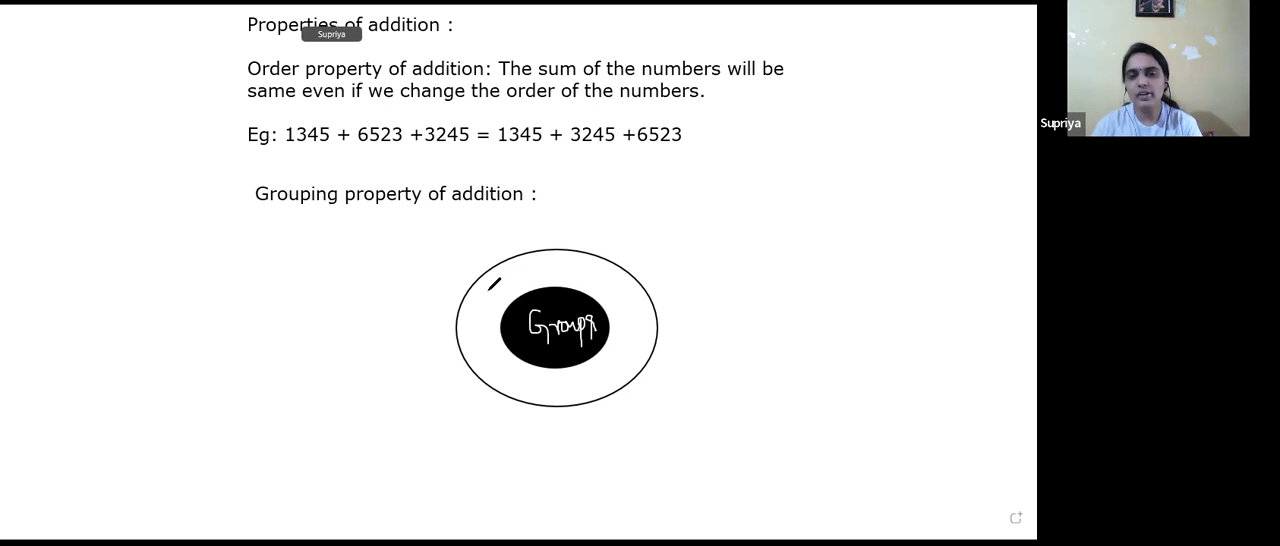 Properties of addition :
Supriya
Order property of addition: The sum of the numbers will be
same even if we change the order of the numbers.
Supriya
Eg: 1345 + 6523 +3245 = 1345 + 3245 +6523
Grouping property of addition :
Groups